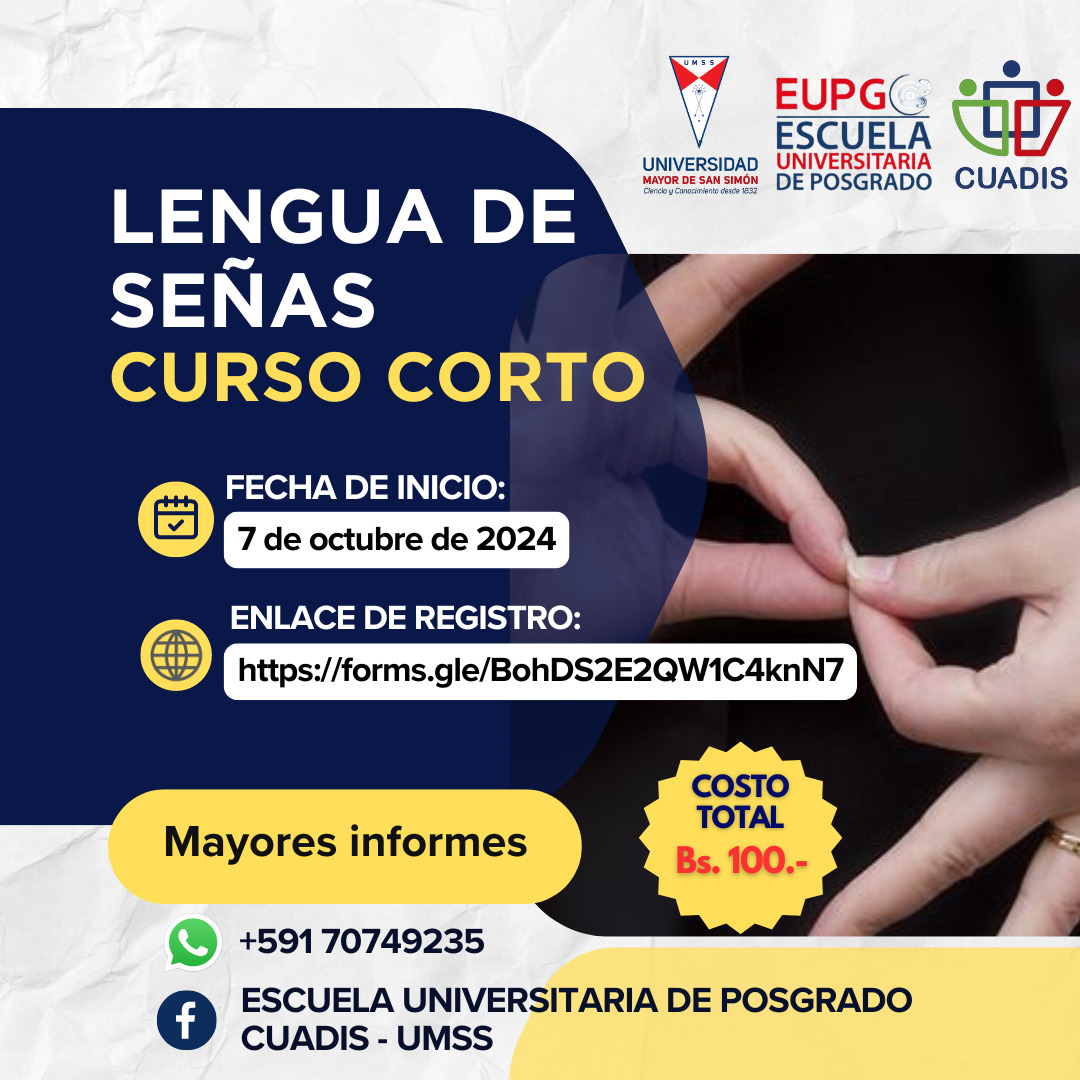 UMSS
UNIVERSIDAD
MAYOR DE SAN SIMÓN
Ciencia y Conocimiento desde 1832
EUPG
ESCUELA
UNIVERSITARIA
DE POSGRADO
CUADIS
LENGUA DE
SEÑAS
CURSO CORTO
FECHA DE INICIO:
7 de octubre de 2024
ENLACE DE REGISTRO:
https://forms.gle/BohDS2E2QW1C4knN7
COSTO
TOTAL
Bs. 100.-
Mayores informes
+591 70749235
ESCUELA UNIVERSITARIA DE POSGRADO
CUADIS - UMSS